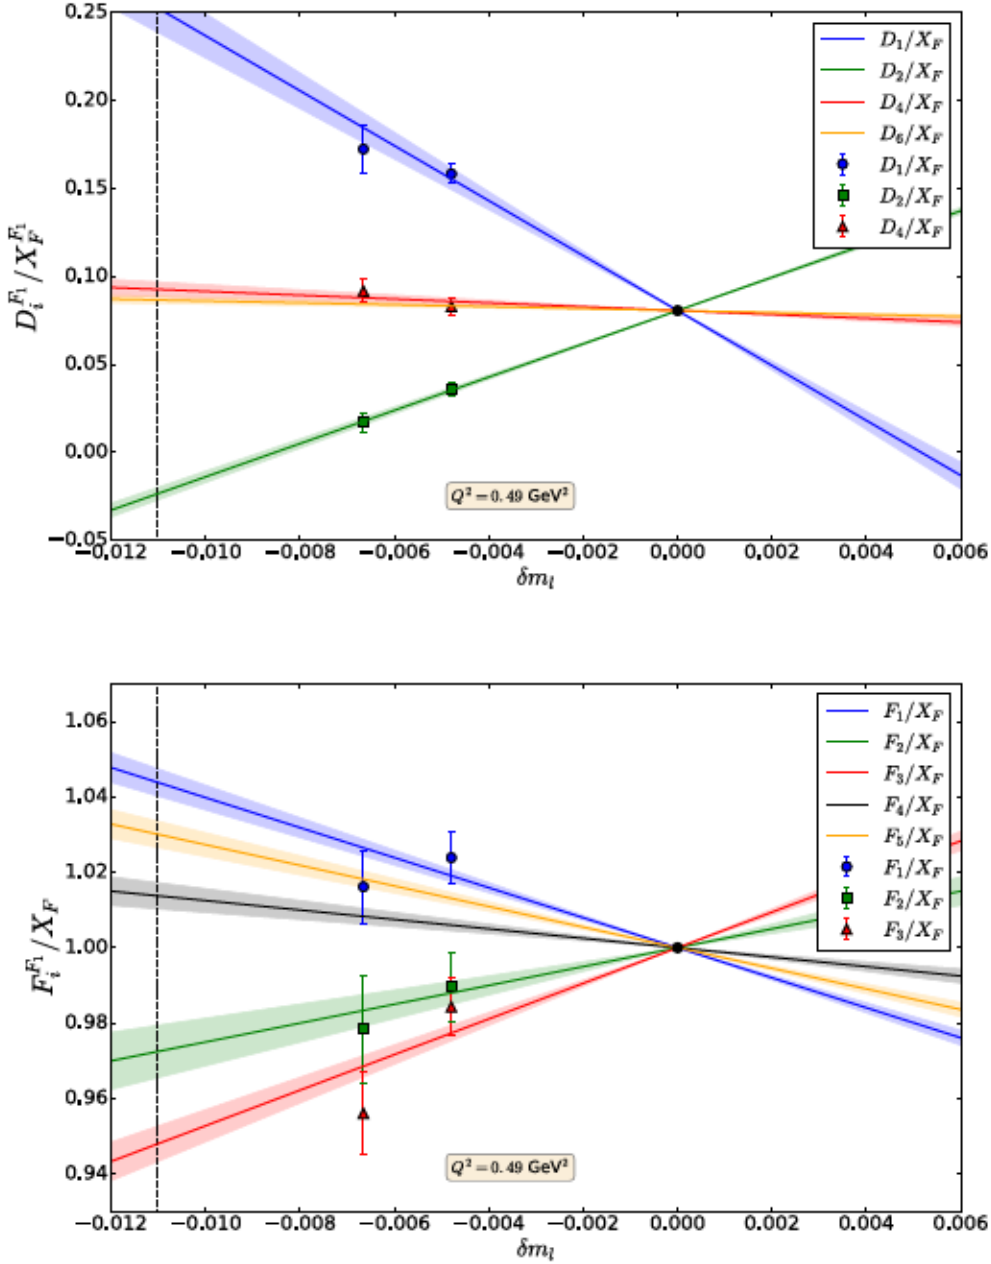 0.25
0.20
0.15
0.10
0.05
0.00
−0.05
D_i^{F_1}/X_F^{F_1}
D_1/X_F
D_2/X_F
D_4/X_F
D_6/X_F
D_1/X_F
D_2/X_F
D_4/X_F
Q^2 = 0.49 GeV^2
−0.012 −0.010 −0.008 −0.006 −0.004 −0.002 0.000 0.002 0.004 0.006
δm_l
1.06
1.04
1.02
1.00
0.98
0.96
0.94
F_i^{F_1}/X_F
F_1/X_F
F_2/X_F
F_3/X_F
F_4/X_F
F_5/X_F
F_1/X_F
F_2/X_F
F_3/X_F
Q^2 = 0.49 GeV^2
−0.012 −0.010 −0.008 −0.006 −0.004 −0.002 0.000 0.002 0.004 0.006
δm_l